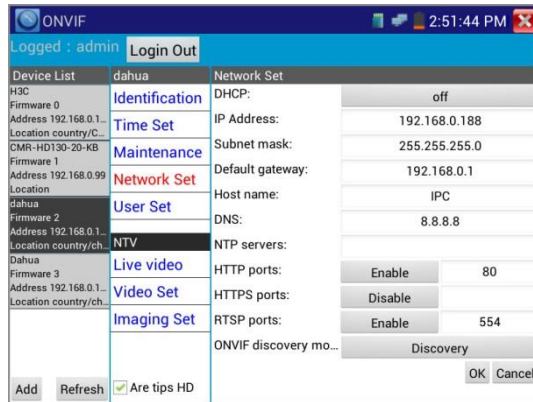 ONVIF
2:51:44 PM
Logged : admin
Login Out
Device List
H3C
Firmware 0
Address 192.168.0.1...
Location country/C...
CMR-HD130-20-KB
Firmware 1
Address 192.168.0.99
Location
dahua
Firmware 2
Address 192.168.0.1...
Location country/ch...
Dahua
Firmware 3
Address 192.168.0.1...
Location country/ch...
Add Refresh
dahua
Identification
Time Set
Maintenance
Network Set
User Set
NTV
Live video
Video Set
Imaging Set
Are tips HD
Network Set
DHCP: off
IP Address: 192.168.0.188
Subnet mask: 255.255.255.0
Default gateway: 192.168.0.1
Host name: IPC
DNS: 8.8.8.8
NTP servers:
HTTP ports: Enable 80
HTTPS ports: Disable
RTSP ports: Enable 554
ONVIF discovery mo... Discovery
OK Cancel